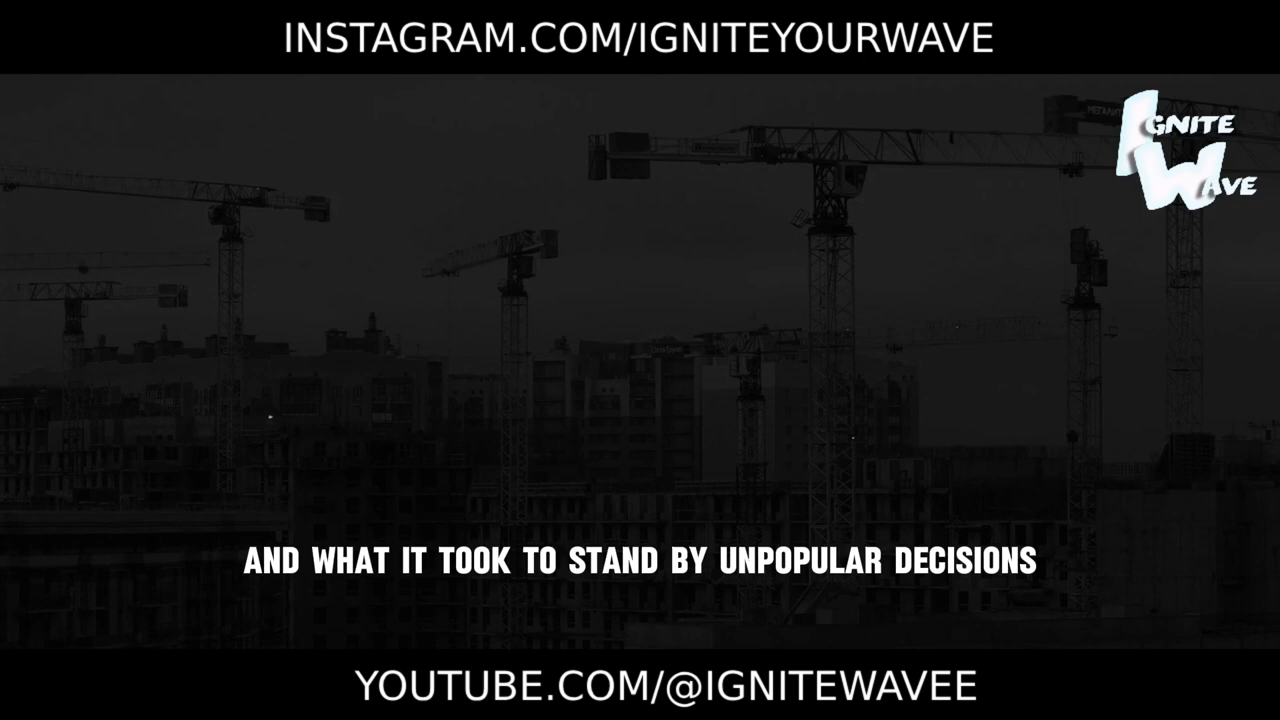 INSTAGRAM.COM/IGNITEYOURWAVE
IGNITE
WAVE
AND WHAT IT TOOK TO STAND BY UNPOPULAR DECISIONS
YOUTUBE.COM/@IGNITEWAVEE